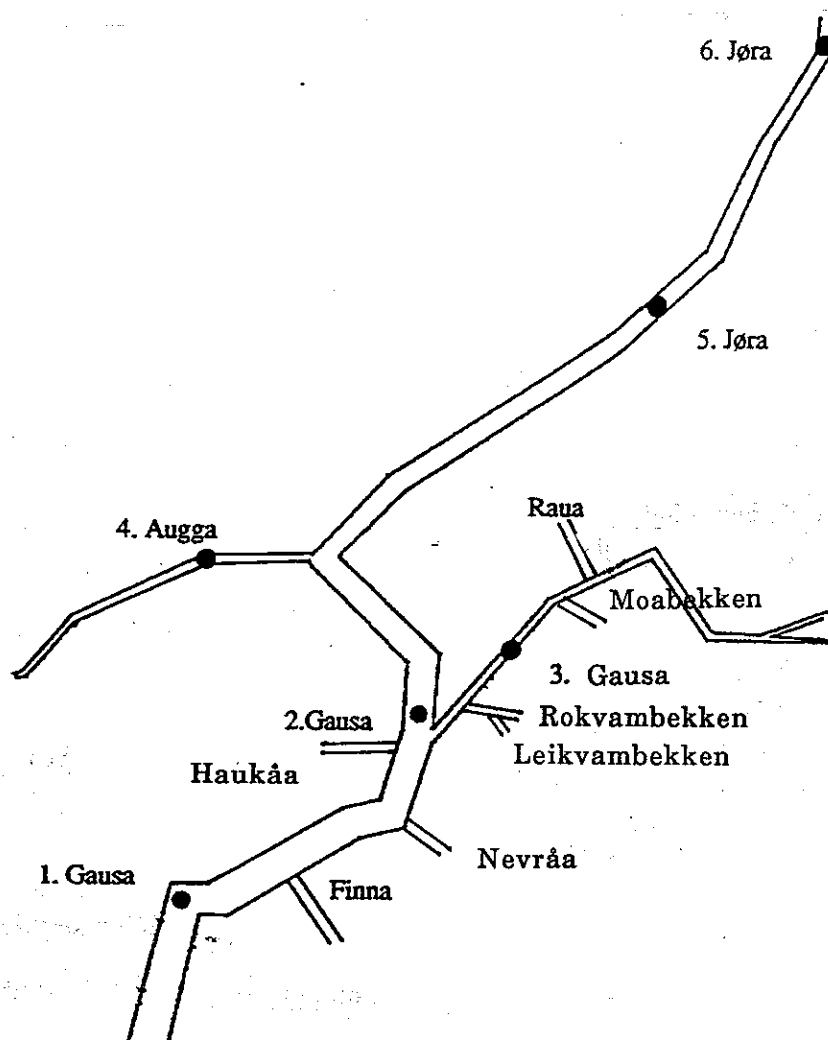 6. Jøra
5. Jøra
Raua
4. Augga
Moabekken
3. Gausa
2.Gausa
Rokvambekken
Leikvambekken
Haukåa
Nevråa
1. Gausa
Finna